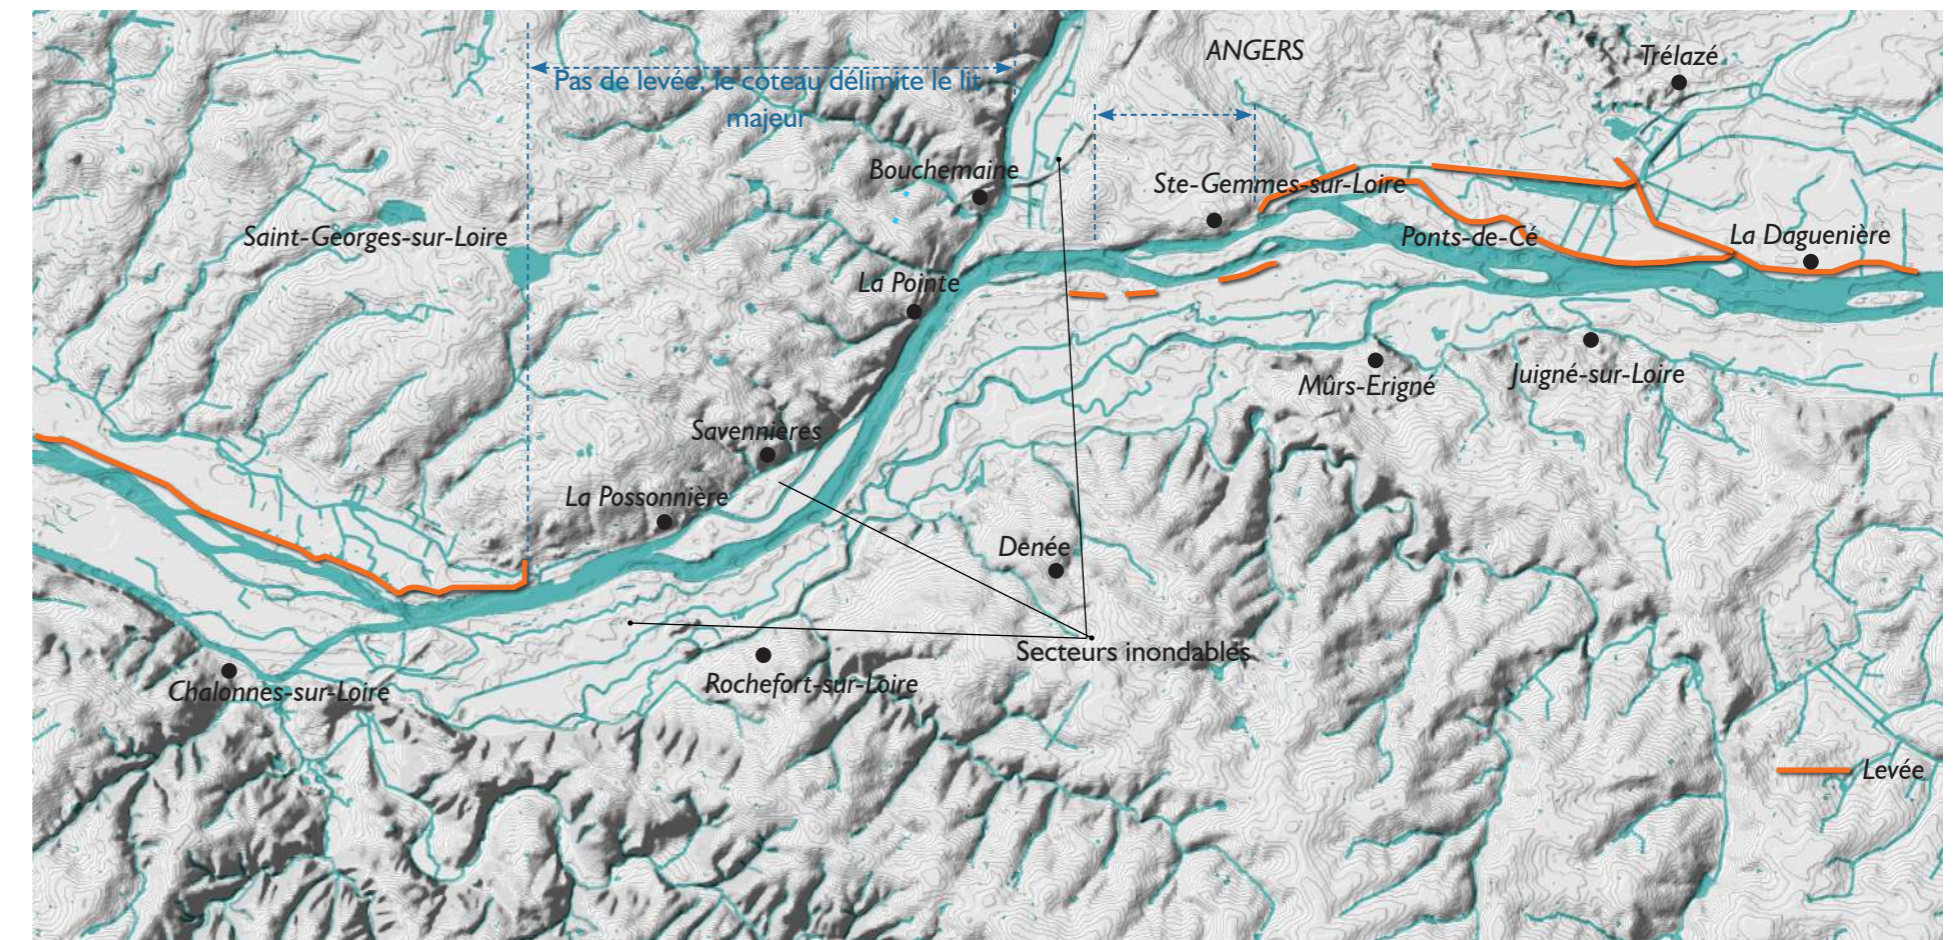 ANGERS
Trélazé
Pas de levée, le coteau délimite le lit
majeur
Bouchemaine
Ste-Gemmes-sur-Loire
Saint-Georges-sur-Loire
Ponts-de-Cé
La Daguenière
La Pointe
Mûrs-Erigné
Juigné-sur-Loire
Savennières
La Possonnière
Denée
Secteurs inondables
Rochefort-sur-Loire
Chalonnes-sur-Loire
Levée